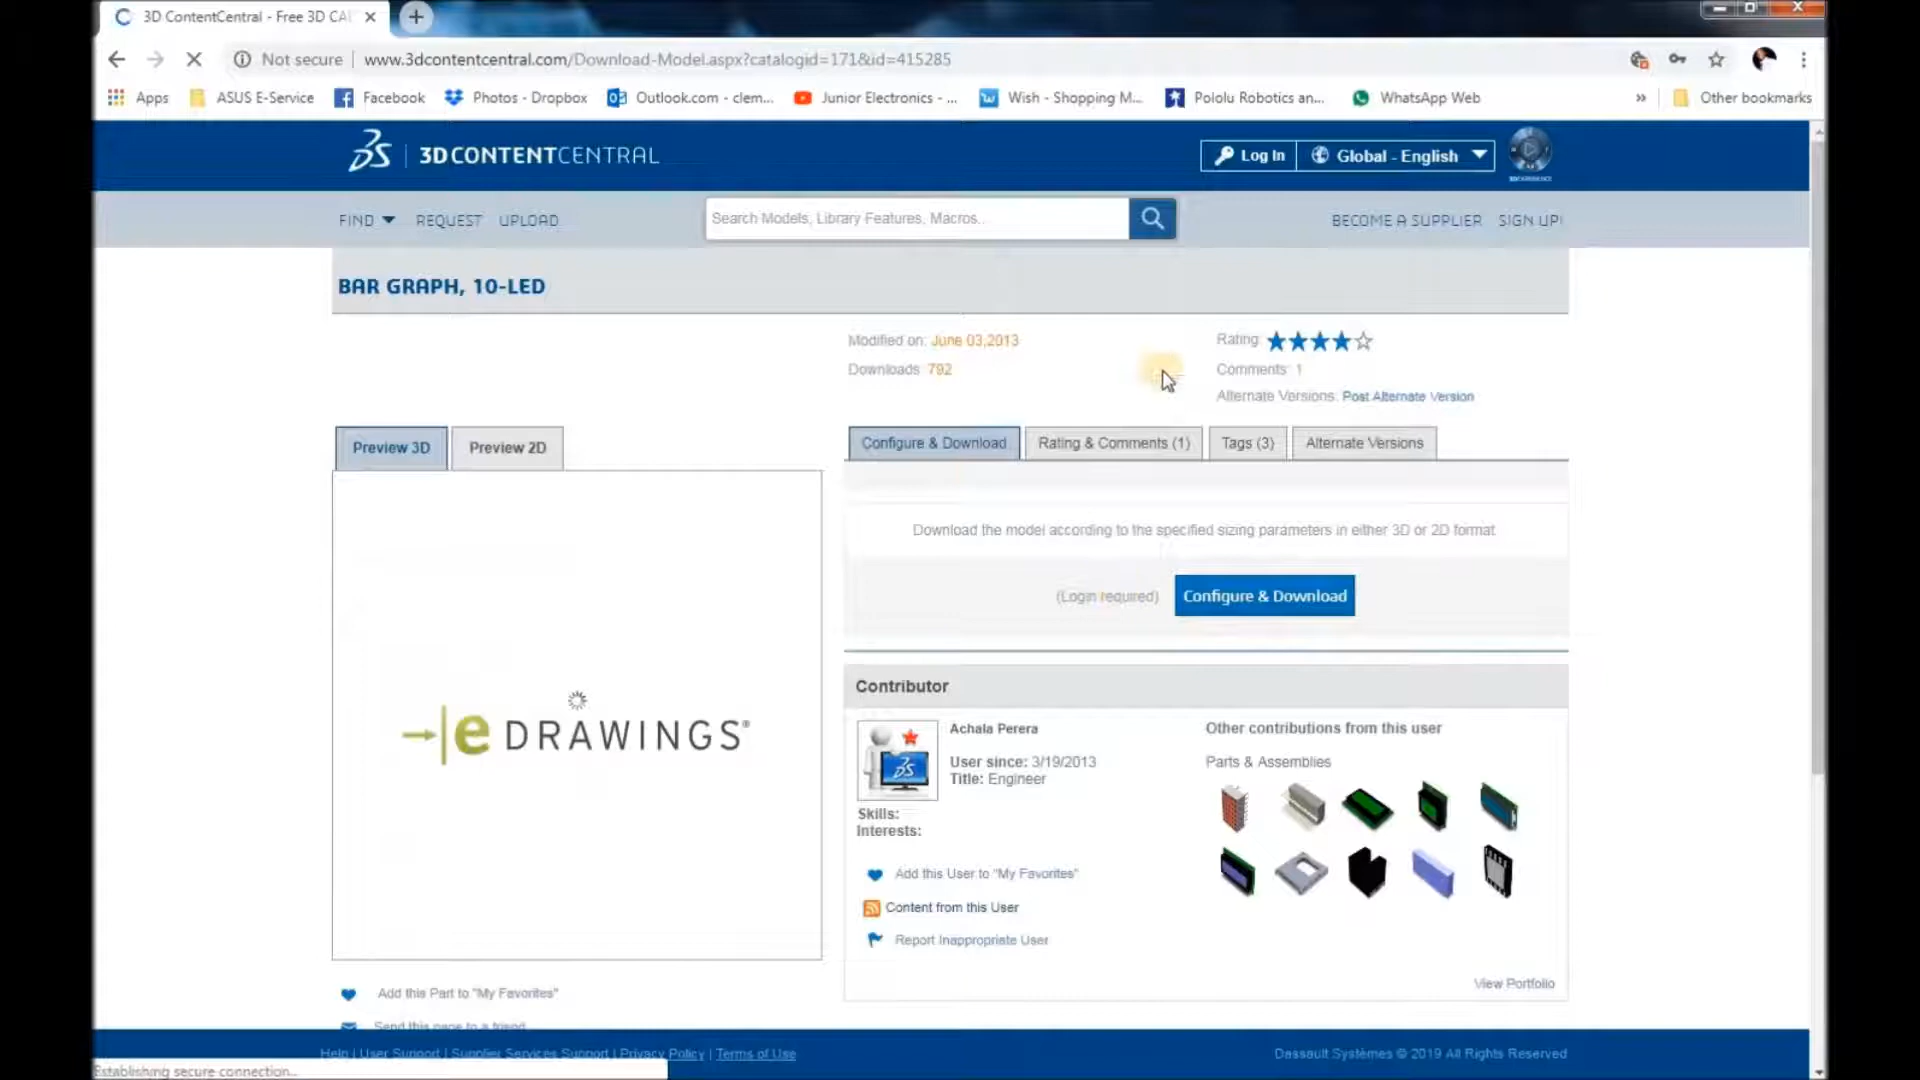 3D ContentCentral - Free 3D CA
Not secure | www.3dcontentcentral.com/Download-Model.aspx?catalogid=171&id=415285
Apps ASUS E-Service Facebook Photos - Dropbox Outlook.com - clem... Junior Electronics - ... Wish - Shopping M... Pololu Robotics an... WhatsApp Web » Other bookmarks
3DCONTENTCENTRAL
Log In Global - English
FIND REQUEST UPLOAD Search Models, Library Features, Macros... BECOME A SUPPLIER SIGN UP!
BAR GRAPH, 10-LED
Modified on: June 03,2013 Rating:
Downloads: 792 Comments: 1
Alternate Versions: Post Alternate Version
Preview 3D Preview 2D Configure & Download Rating & Comments (1) Tags (3) Alternate Versions
Download the model according to the specified sizing parameters in either 3D or 2D format
(Login required) Configure & Download
Contributor
Achala Perera
User since: 3/19/2013
Title: Engineer
Skills:
Interests:
Other contributions from this user
Parts & Assemblies
e DRAWINGS®
Add this User to "My Favorites"
Content from this User
Report Inappropriate User
View Portfolio
Add this Part to "My Favorites"
Send this page to a friend
Help | User Support | Supplier Services Support | Privacy Policy | Terms of Use Dassault Systèmes © 2019 All Rights Reserved
Establishing secure connection...